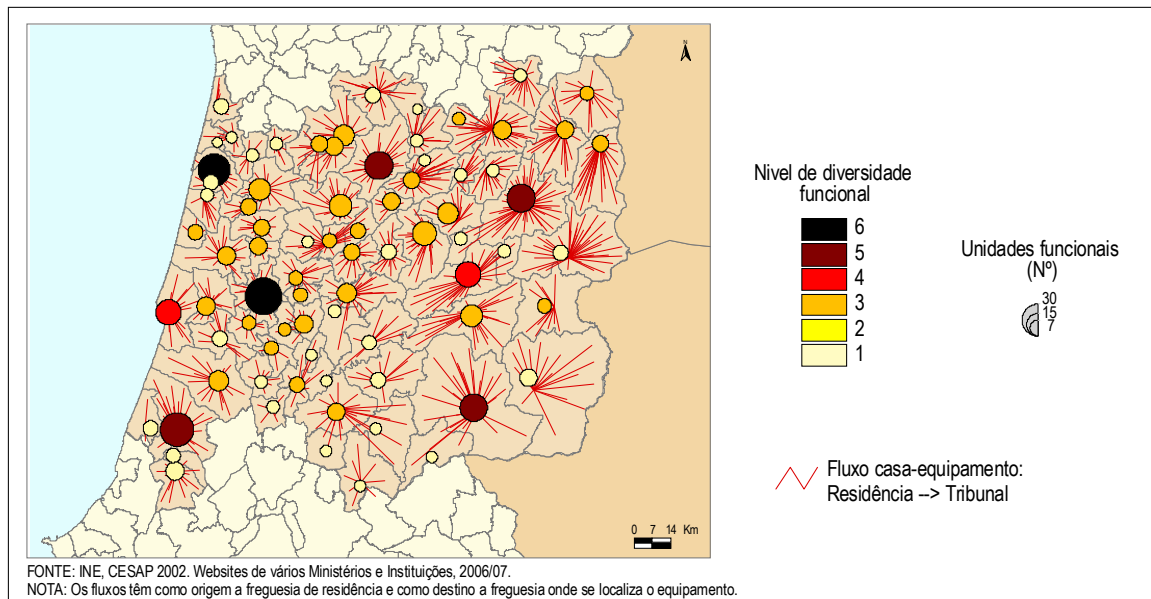 N
Nivel de diversidade
funcional
6
5
4
3
2
1
Unidades funcionais
(Nº)
30
15
7
Fluxo casa-equipamento:
Residência --> Tribunal
0 7 14 Km
FONTE: INE, CESAP 2002. Websites de vários Ministérios e Instituições, 2006/07.
NOTA: Os fluxos têm como origem a freguesia de residência e como destino a freguesia onde se localiza o equipamento.